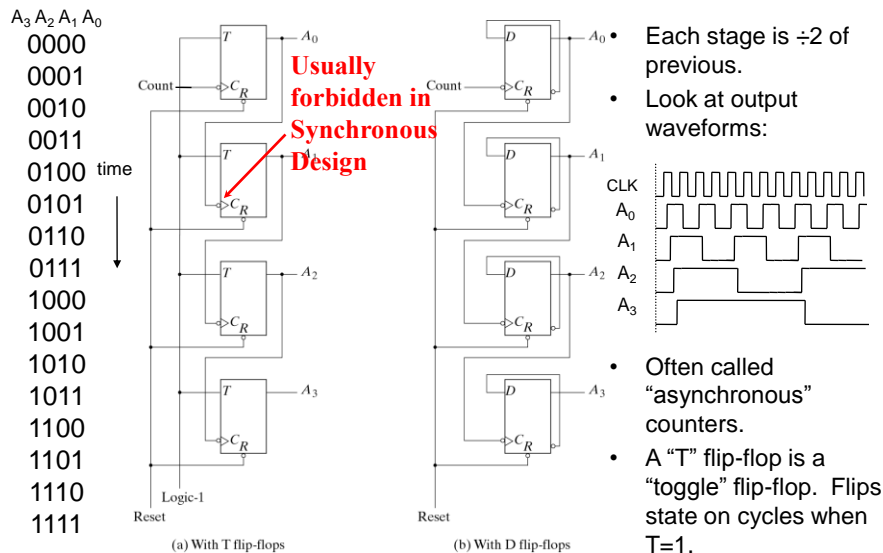 A3 A2 A1 A0
0000
0001
0010
0011
0100
0101
0110
0111
1000
1001
1010
1011
1100
1101
1110
1111
time
T
A0
Count
C
R
T
A1
C
R
T
A2
C
R
T
A3
C
R
Logic-1
Reset
(a) With T flip-flops
Usually
forbidden in
Synchronous
Design
D
A0
Count
C
R
D
A1
C
R
D
A2
C
R
D
A3
C
R
Reset
(b) With D flip-flops
• Each stage is ÷2 of
previous.
• Look at output
waveforms:
CLK
A0
A1
A2
A3
• Often called
“asynchronous”
counters.
• A “T” flip-flop is a
“toggle” flip-flop. Flips
state on cycles when
T=1.